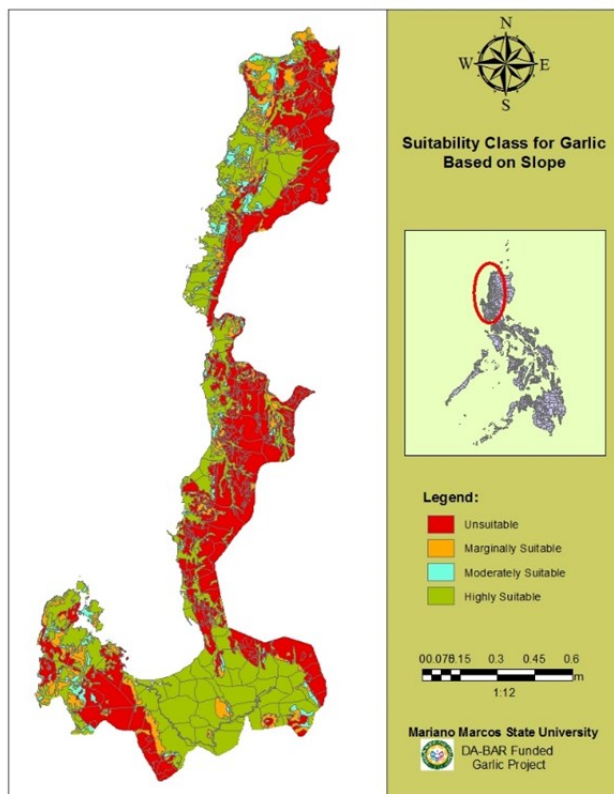 N
W E
S
Suitability Class for Garlic
Based on Slope
Legend:
Unsuitable
Marginally Suitable
Moderately Suitable
Highly Suitable
00.0750.15 0.3 0.45 0.6
m
1:12
Mariano Marcos State University
DA-BAR Funded
Garlic Project